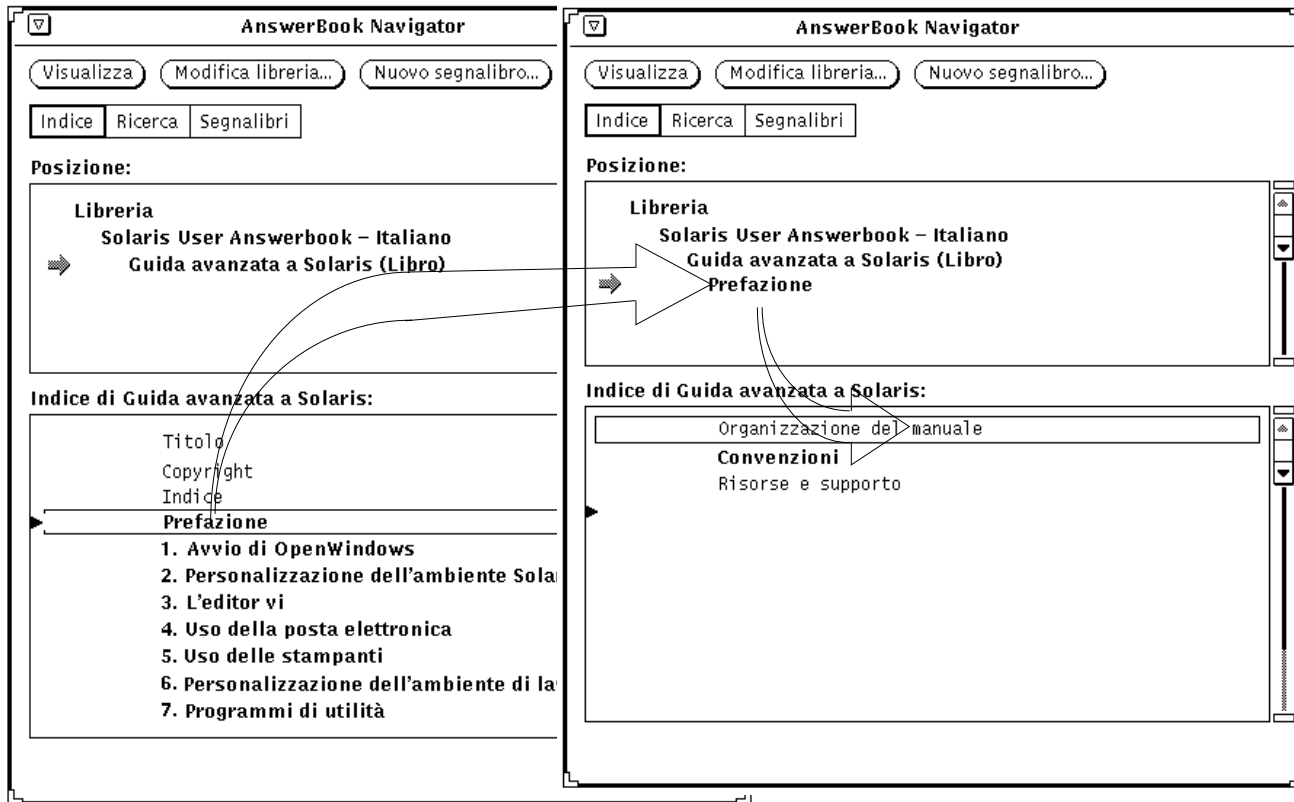 AnswerBook Navigator
Visualizza Modifica libreria... Nuovo segnalibro...
Indice Ricerca Segnalibri
Posizione:
Libreria
Solaris User Answerbook – Italiano
Guida avanzata a Solaris (Libro)
Indice di Guida avanzata a Solaris:
Titolo
Copyright
Indice
Prefazione
1. Avvio di OpenWindows
2. Personalizzazione dell'ambiente
3. L'editor vi
4. Uso della posta elettronica
5. Uso delle stampanti
6. Personalizzazione dell'ambiente di
7. Programmi di utilità
AnswerBook Navigator
Visualizza Modifica libreria... Nuovo segnalibro...
Indice Ricerca Segnalibri
Posizione:
Libreria
Solaris User Answerbook – Italiano
Guida avanzata a Solaris (Libro)
Prefazione
Indice di Guida avanzata a Solaris:
Organizzazione del manuale
Convenzioni
Risorse e supporto